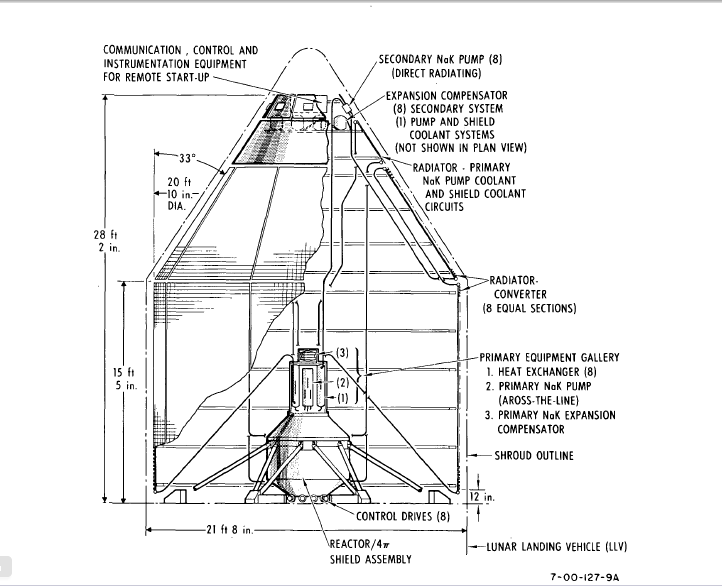 COMMUNICATION , CONTROL AND
INSTRUMENTATION EQUIPMENT
FOR REMOTE START-UP
SECONDARY NaK PUMP (8)
(DIRECT RADIATING)
EXPANSION COMPENSATOR
(8) SECONDARY SYSTEM
(1) PUMP AND SHIELD
COOLANT SYSTEMS
(NOT SHOWN IN PLAN VIEW)
33°
RADIATOR - PRIMARY
NaK PUMP COOLANT
AND SHIELD COOLANT
CIRCUITS
20 ft
10 in.
DIA.
28 ft
2 in.
RADIATOR-
CONVERTER
(8 EQUAL SECTIONS)
(3)
(2)
(1)
PRIMARY EQUIPMENT GALLERY
1. HEAT EXCHANGER (8)
2. PRIMARY NaK PUMP
(AROSS-THE-LINE)
3. PRIMARY NaK EXPANSION
COMPENSATOR
15 ft
5 in.
SHROUD OUTLINE
12 in.
CONTROL DRIVES (8)
21 ft 8 in.
REACTOR/4π
SHIELD ASSEMBLY
LUNAR LANDING VEHICLE (LLV)
7-00-127-9A